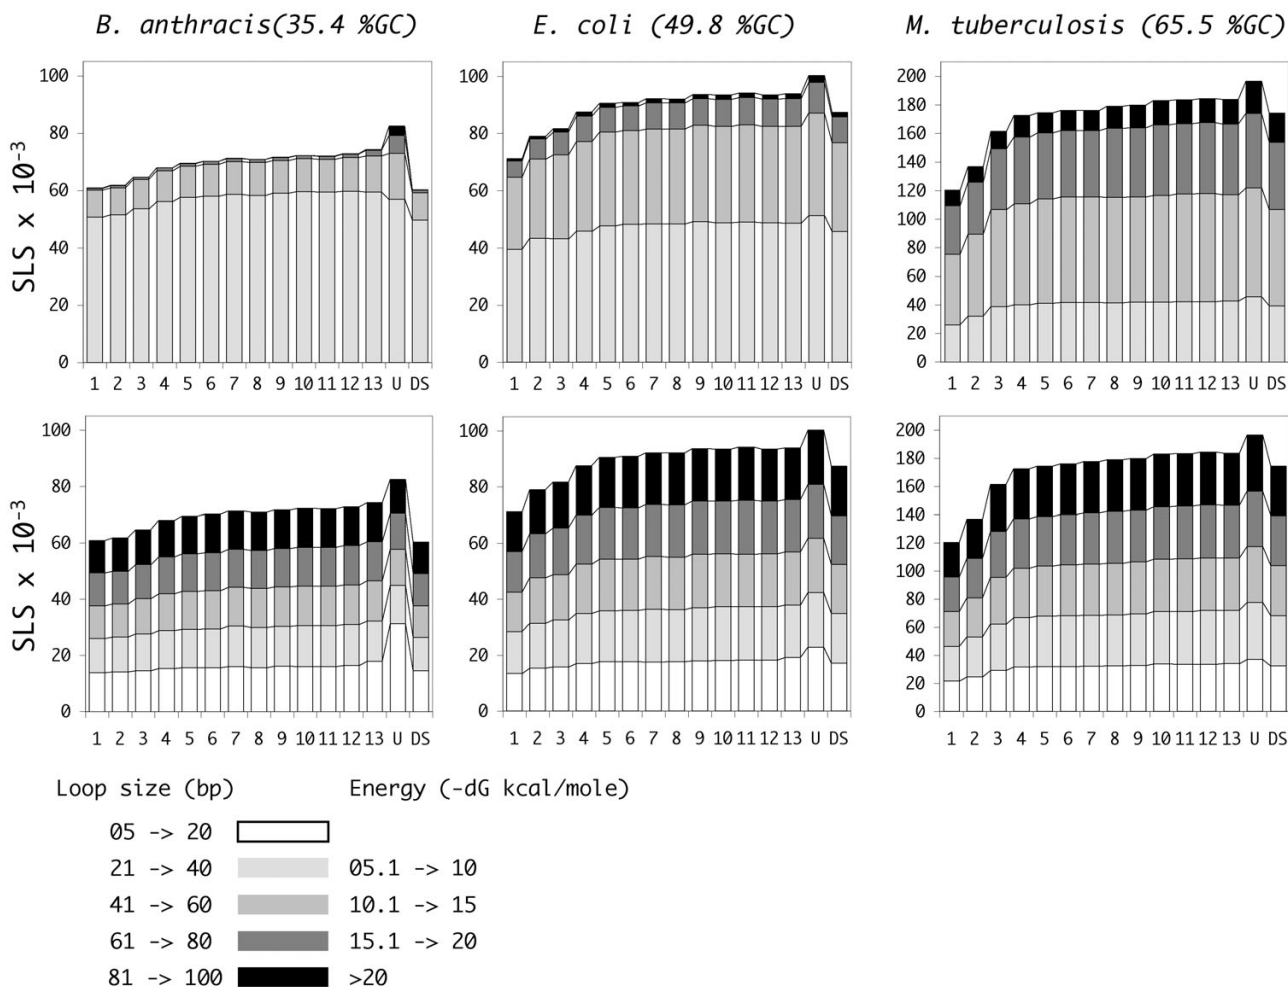 B. anthracis(35.4 %GC)
E. coli (49.8 %GC)
M. tuberculosis (65.5 %GC)
SLS x 10-3
100
80
60
40
20
0
1 2 3 4 5 6 7 8 9 10 11 12 13 U DS
100
80
60
40
20
0
1 2 3 4 5 6 7 8 9 10 11 12 13 U DS
200
180
160
140
120
100
80
60
40
20
0
1 2 3 4 5 6 7 8 9 10 11 12 13 U DS
SLS x 10-3
100
80
60
40
20
0
1 2 3 4 5 6 7 8 9 10 11 12 13 U DS
100
80
60
40
20
0
1 2 3 4 5 6 7 8 9 10 11 12 13 U DS
200
180
160
140
120
100
80
60
40
20
0
1 2 3 4 5 6 7 8 9 10 11 12 13 U DS
Loop size (bp) Energy (-dG kcal/mole)
05 -> 20
21 -> 40 05.1 -> 10
41 -> 60 10.1 -> 15
61 -> 80 15.1 -> 20
81 -> 100 >20